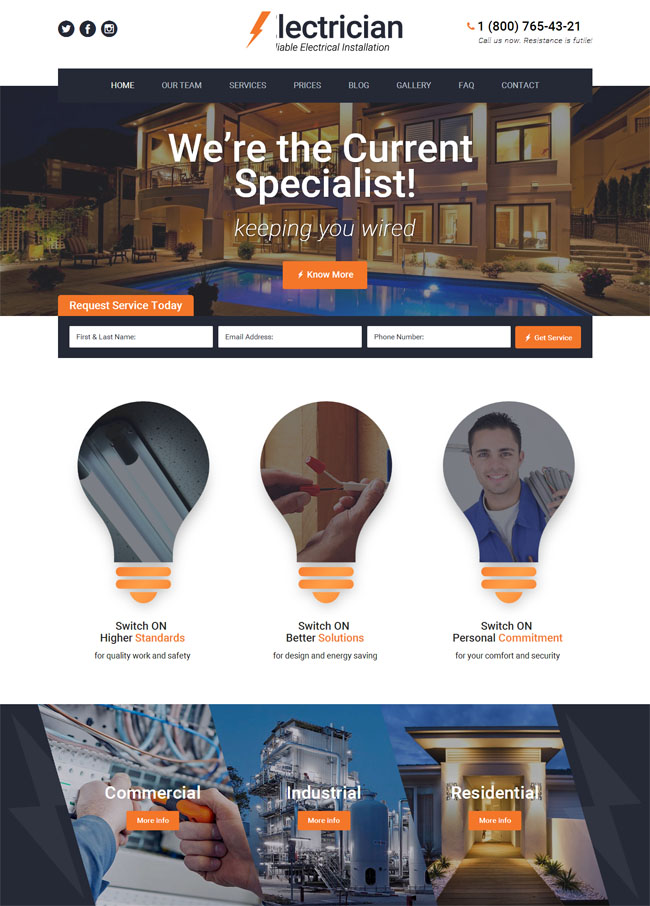 lectrician
iable Electrical Installation
1 (800) 765-43-21
Call us now. Resistance is futile!
HOME OUR TEAM SERVICES PRICES BLOG GALLERY FAQ CONTACT
We're the Current
Specialist!
keeping you wired
Know More
Request Service Today
First & Last Name: Email Address: Phone Number: Get Service
Switch ON
Higher Standards
for quality work and safety
Switch ON
Better Solutions
for design and energy saving
Switch ON
Personal Commitment
for your comfort and security
Commercial Industrial Residential
More info More info More info